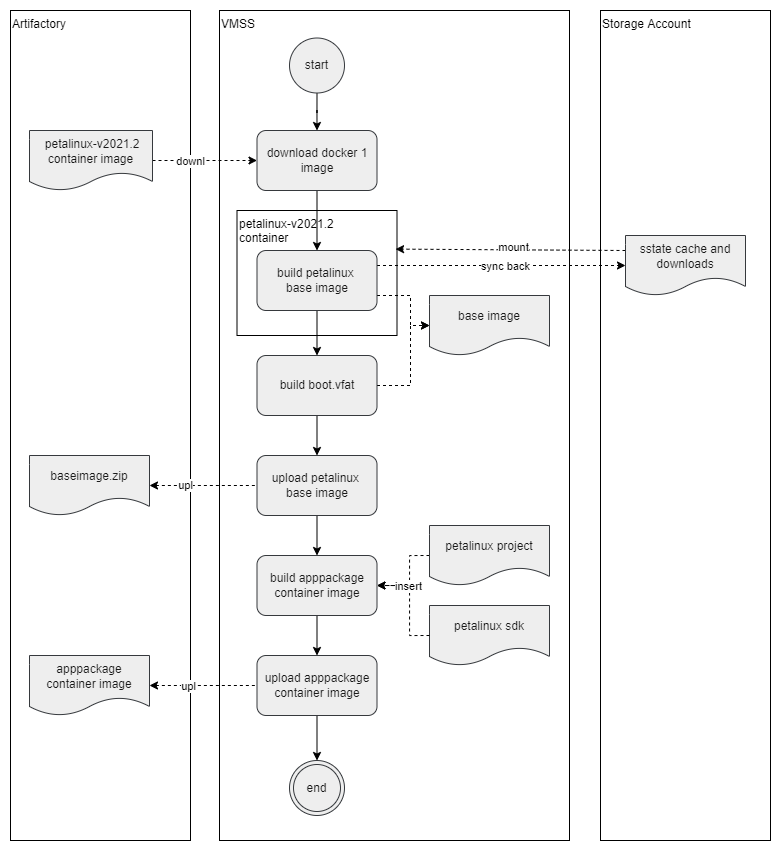 Artifactory
VMSS
Storage Account
start
petalinux-v2021.2
container image
downl
download docker 1
image
petalinux-v2021.2
container
build petalinux
base image
mount
sync back
sstate cache and
downloads
base image
build boot.vfat
baseimage.zip
upl
upload petalinux
base image
petalinux project
build apppackage
container image
insert
petalinux sdk
apppackage
container image
upl
upload apppackage
container image
end